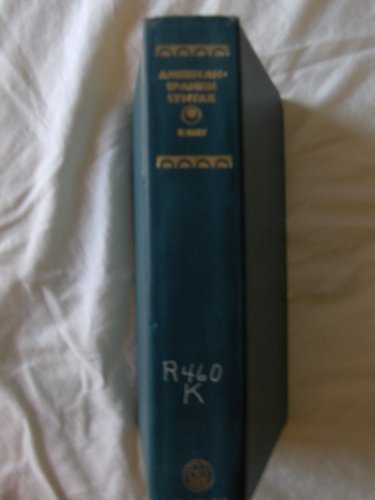 AMERICAN-
SPANISH
SYNTAX
KANY
R460
K